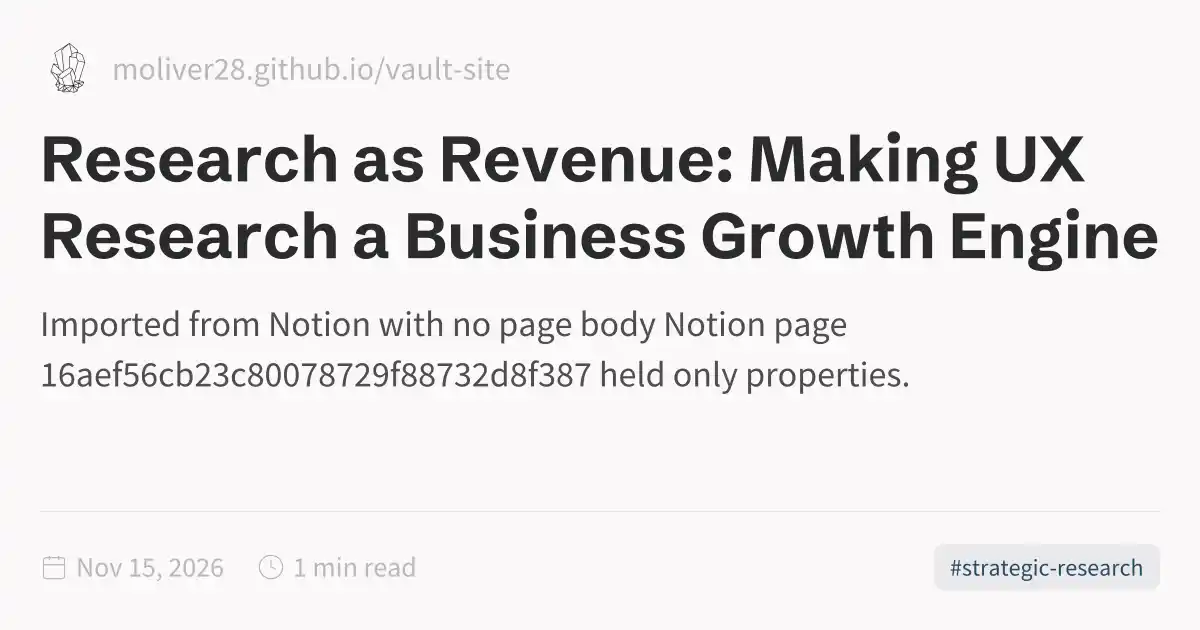 moliver28.github.io/vault-site
Research as Revenue: Making UX
Research a Business Growth Engine
Imported from Notion with no page body Notion page
16aef56cb23c80078729f88732d8f387 held only properties.
Nov 15, 2026
1 min read
#strategic-research